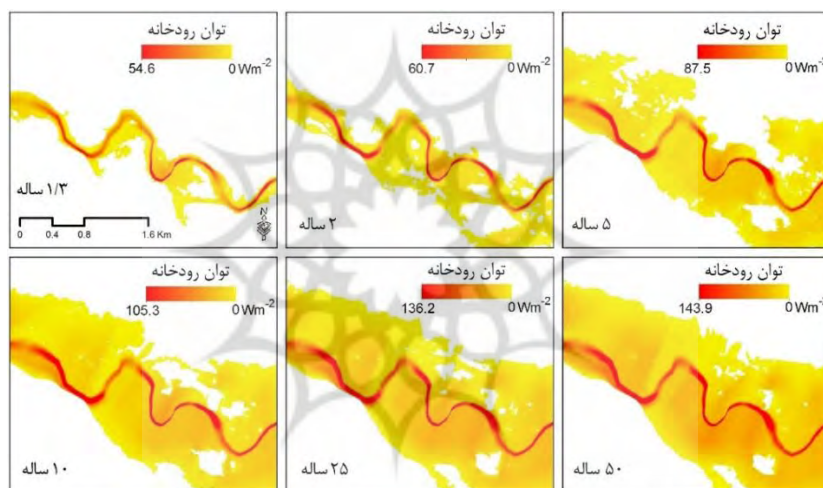 توان رودخانه
54.6 0 Wm-2
۱/۳ ساله
0 0.4 0.8 1.6 Km
توان رودخانه
60.7 0 Wm-2
۲ ساله
توان رودخانه
87.5 0 Wm-2
۵ ساله
توان رودخانه
105.3 0 Wm-2
۱۰ ساله
توان رودخانه
136.2 0 Wm-2
۲۵ ساله
توان رودخانه
143.9 0 Wm-2
۵۰ ساله